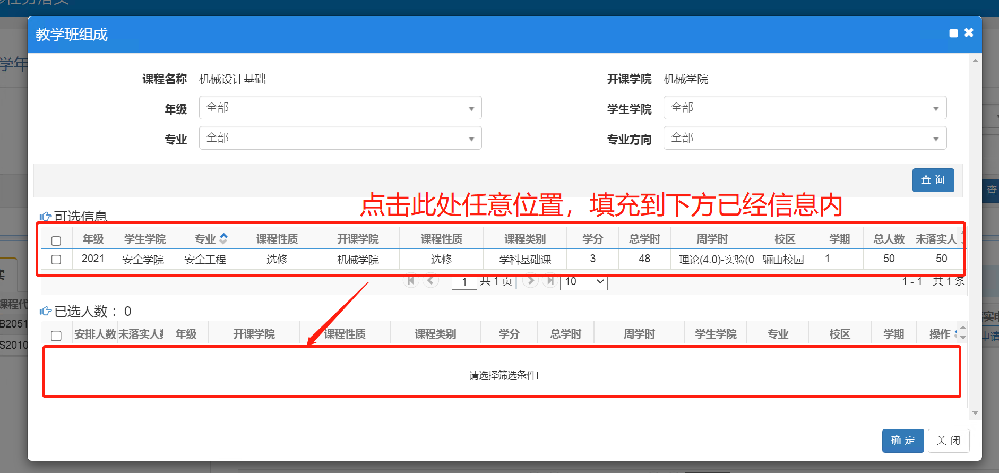 教学班组成
学年
课程名称 机械设计基础 开课学院 机械学院
年级 全部 学生学院 全部
专业 全部 专业方向 全部
查 询
查
点击此处任意位置，填充到下方已经信息内
可选信息
年级 学生学院 专业 课程性质 开课学院 课程性质 课程类别 学分 总学时 周学时 校区 学期 总人数 未落实人
2021 安全学院 安全工程 选修 机械学院 选修 学科基础课 3 48 理论(4.0)-实验(0 骊山校园 1 50 50
1 共 1 页 10 1 - 1 共 1 条
课程代
已选人数 : 0
B2051
安排人数 未落实人数 年级 开课学院 课程性质 课程类别 学分 总学时 周学时 学生学院 专业 校区 学期 操作
申请
S2010
请选择筛选条件!
确 定 关 闭